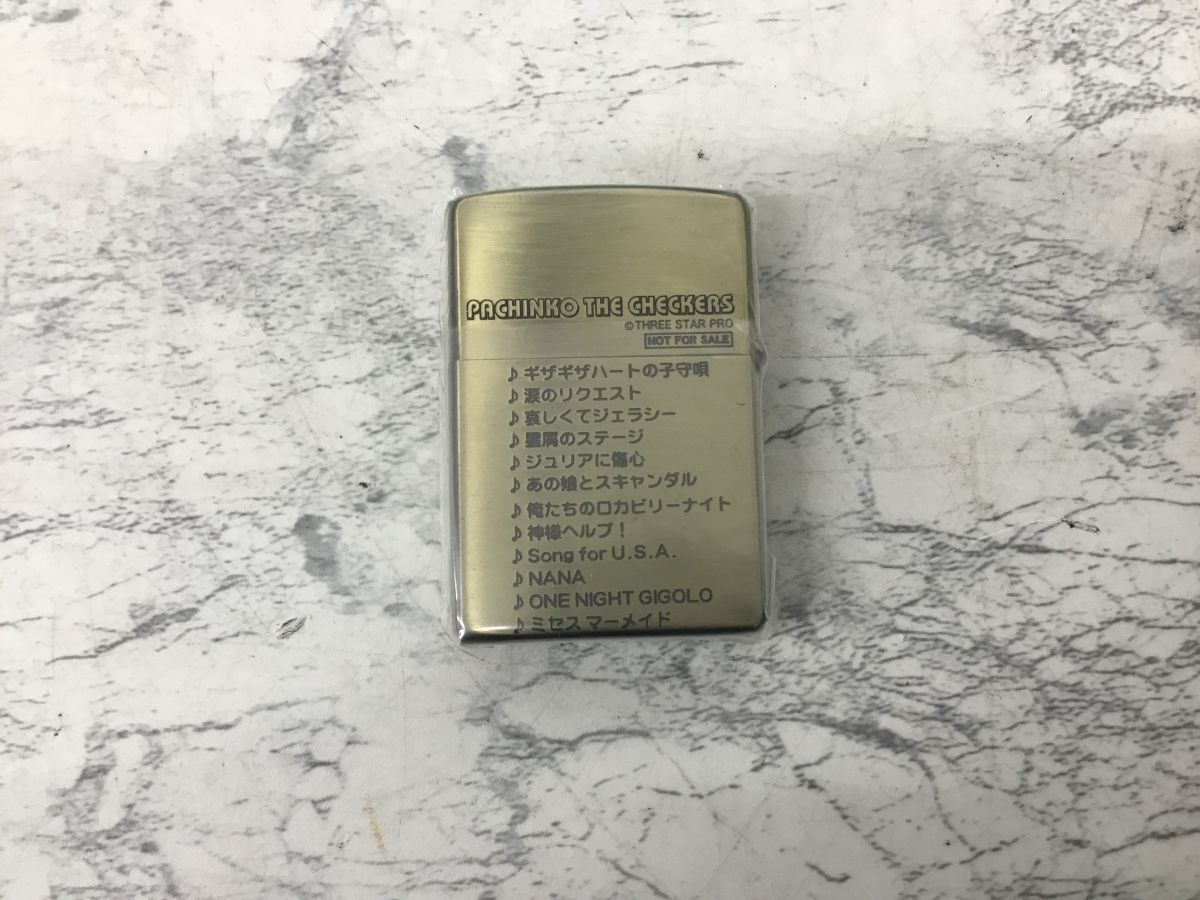 PACHINKO THE CHECKERS
©THREE STAR PRO
NOT FOR SALE
♪ギザギザハートの子守唄
♪涙のリクエスト
♪哀しくてジェラシー
♪星屑のステージ
♪ジュリアに傷心
♪あの娘とスキャンダル
♪俺たちのロカビリーナイト
♪神様ヘルプ！
♪Song for U.S.A.
♪NANA
♪ONE NIGHT GIGOLO
♪ミセス マーメイド